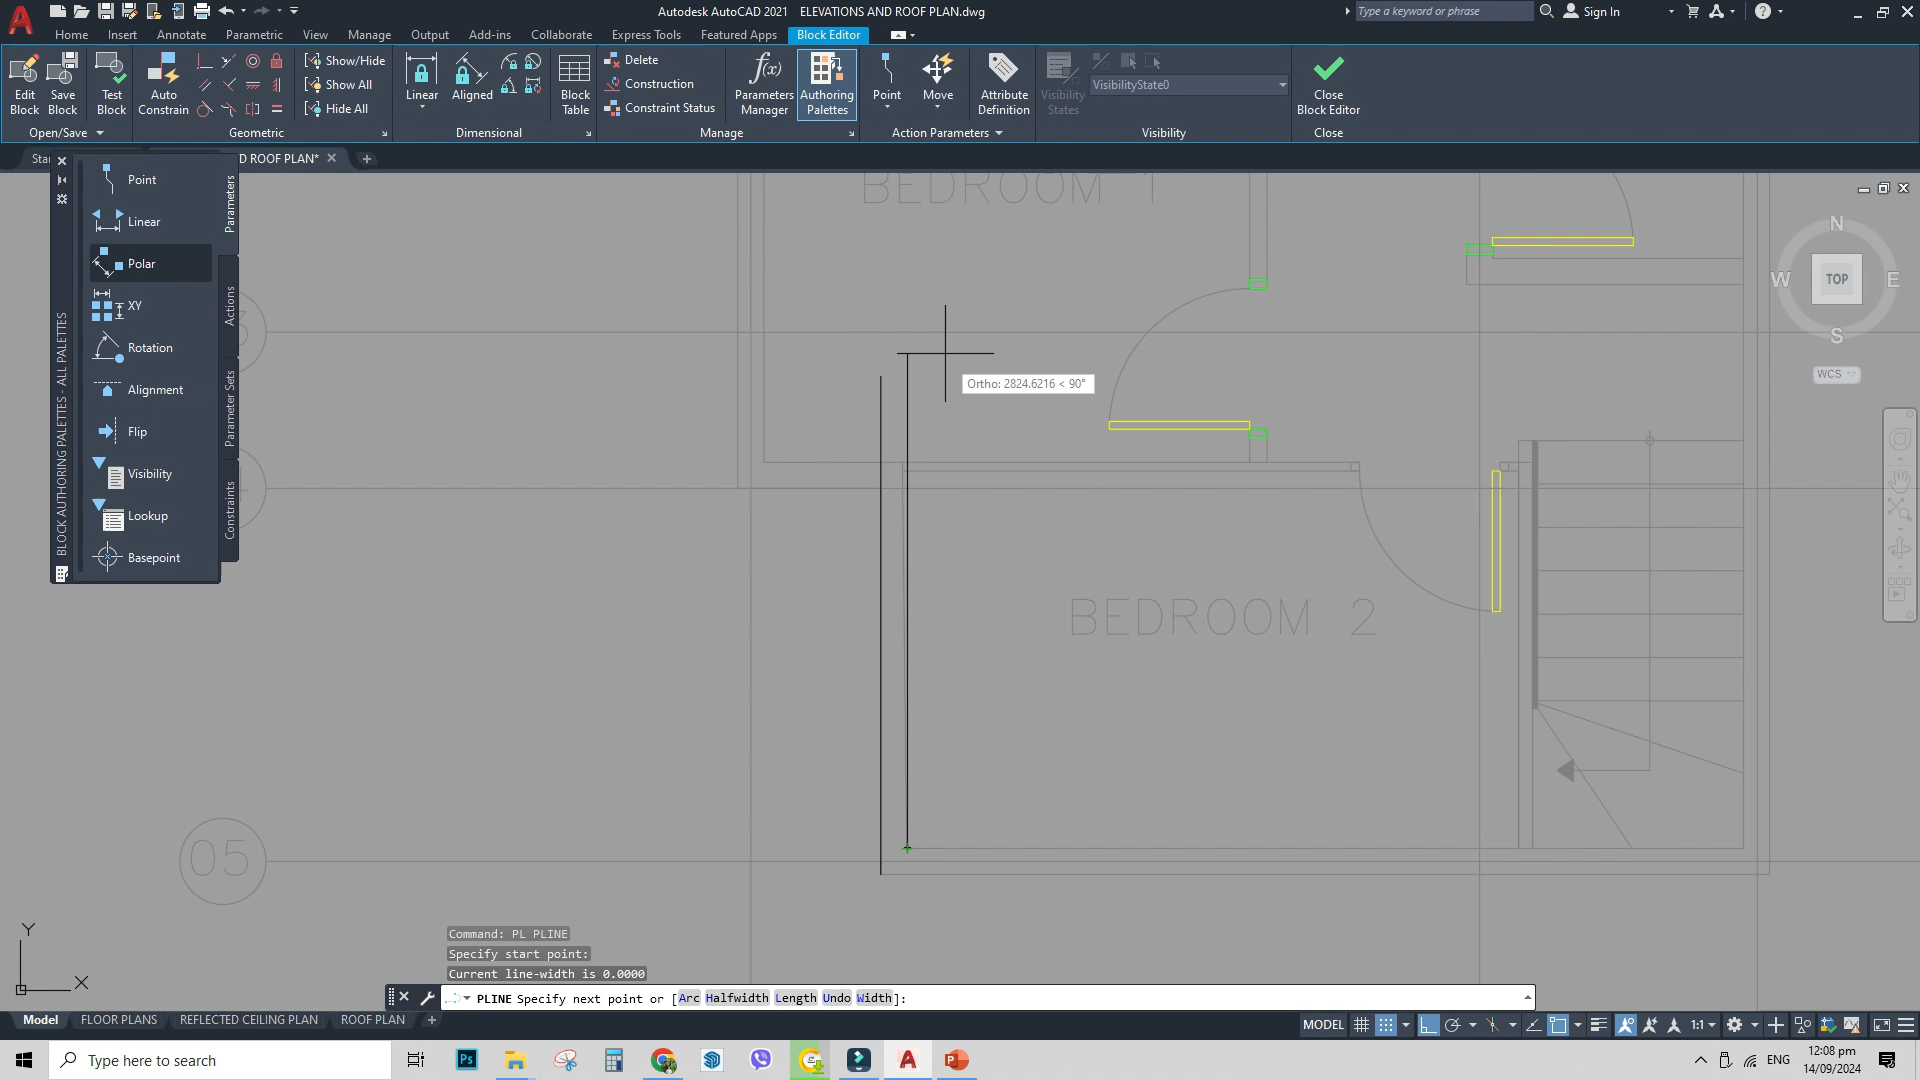 Autodesk AutoCAD 2021 ELEVATIONS AND ROOF PLAN.dwg
Type a keyword or phrase
Sign In
Home Insert Annotate Parametric View Manage Output Add-ins Collaborate Express Tools Featured Apps Block Editor
Edit Block
Save Block
Test Block
Auto Constrain
Show/Hide
Show All
Hide All
Linear
Aligned
Block Table
Delete
Construction
Constraint Status
Parameters Manager
Authoring Palettes
Point
Move
Attribute Definition
Visibility States
VisibilityState0
Close Block Editor
Open/Save
Geometric
Dimensional
Manage
Action Parameters
Visibility
Close
Star
D ROOF PLAN*
Point
Linear
Polar
XY
Rotation
Alignment
Flip
Visibility
Lookup
Basepoint
Parameters
Actions
Parameter Sets
Constraints
BLOCK AUTHORING PALETTES - ALL PALETTES
BEDROOM 1
Ortho: 2824.6216 < 90°
BEDROOM 2
05
N
W
TOP
E
S
WCS
Y
X
Command: PL PLINE
Specify start point:
Current line-width is 0.0000
PLINE Specify next point or [Arc Halfwidth Length Undo Width]:
Model FLOOR PLANS REFLECTED CEILING PLAN ROOF PLAN
MODEL
1:1
Type here to search
Ps
ENG
12:08 pm
14/09/2024